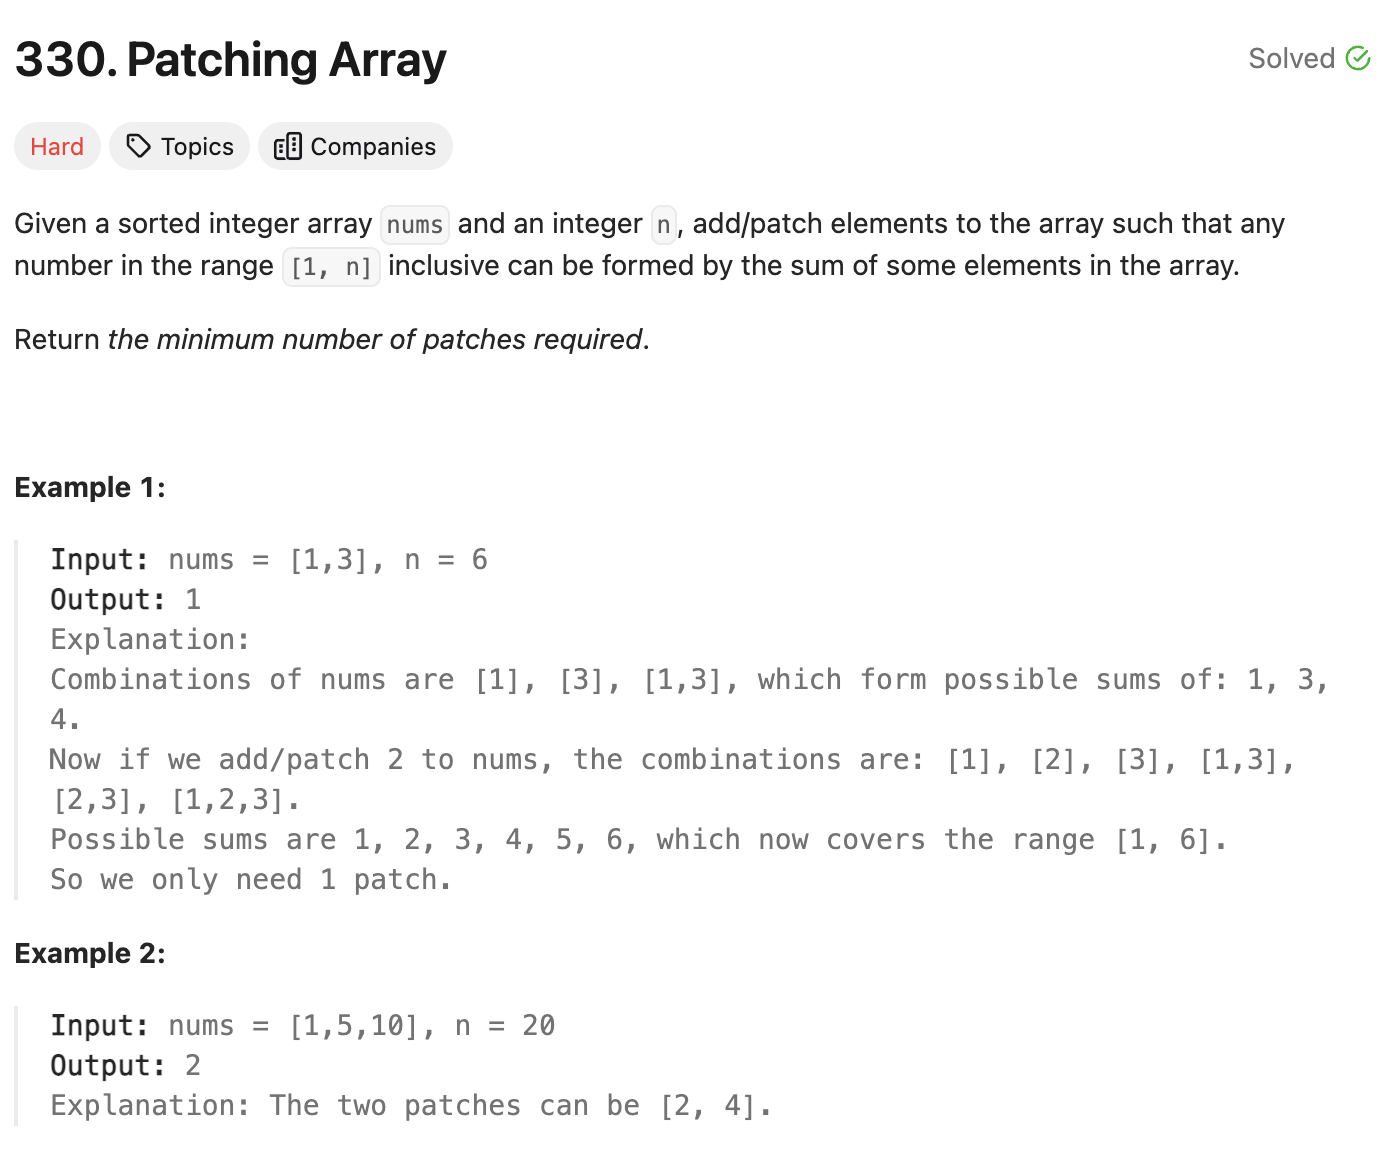 330. Patching Array
Solved
Hard
Topics
Companies
Given a sorted integer array nums and an integer n, add/patch elements to the array such that any
number in the range [1, n] inclusive can be formed by the sum of some elements in the array.
Return the minimum number of patches required.
Example 1:
Input: nums = [1,3], n = 6
Output: 1
Explanation:
Combinations of nums are [1], [3], [1,3], which form possible sums of: 1, 3,
4.
Now if we add/patch 2 to nums, the combinations are: [1], [2], [3], [1,3],
[2,3], [1,2,3].
Possible sums are 1, 2, 3, 4, 5, 6, which now covers the range [1, 6].
So we only need 1 patch.
Example 2:
Input: nums = [1,5,10], n = 20
Output: 2
Explanation: The two patches can be [2, 4].